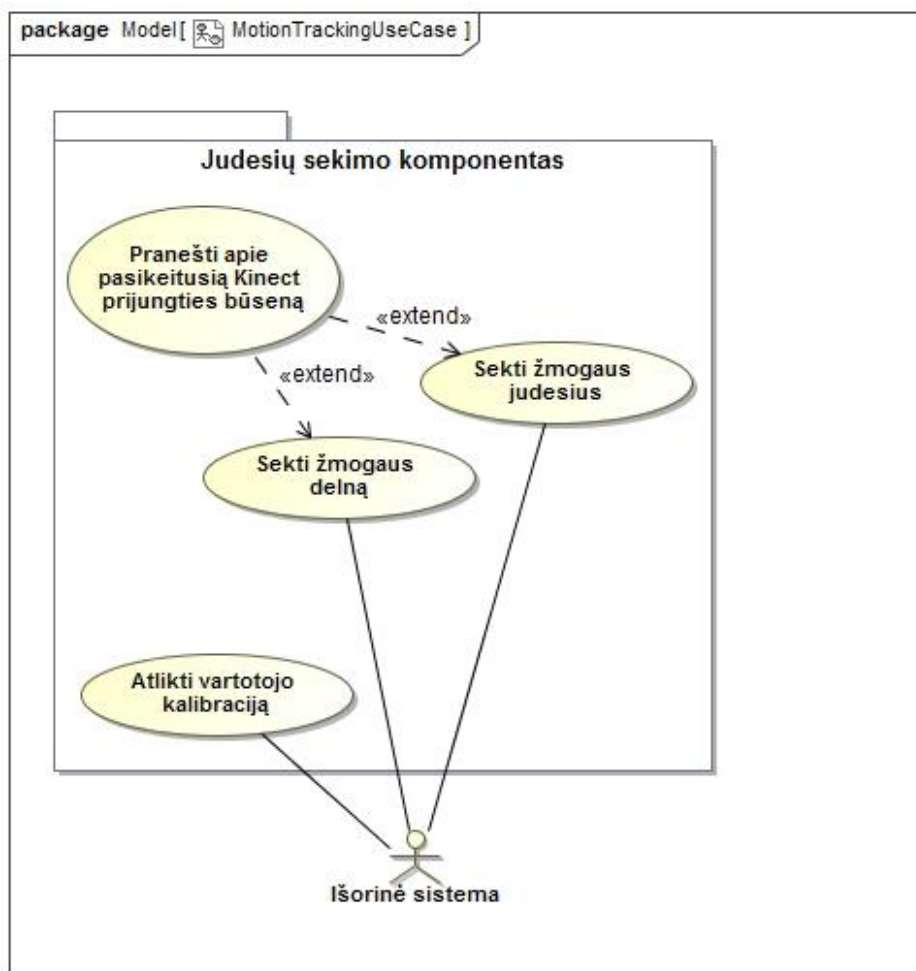 package Model[ MotionTrackingUseCase ]
Judesių sekimo komponentas
Pranešti apie
pasikeitusią Kinect
prijungties būseną
«extend»
«extend»
Sekti žmogaus
judesius
Sekti žmogaus
delną
Atlikti vartotojo
kalibraciją
Išorinė sistema